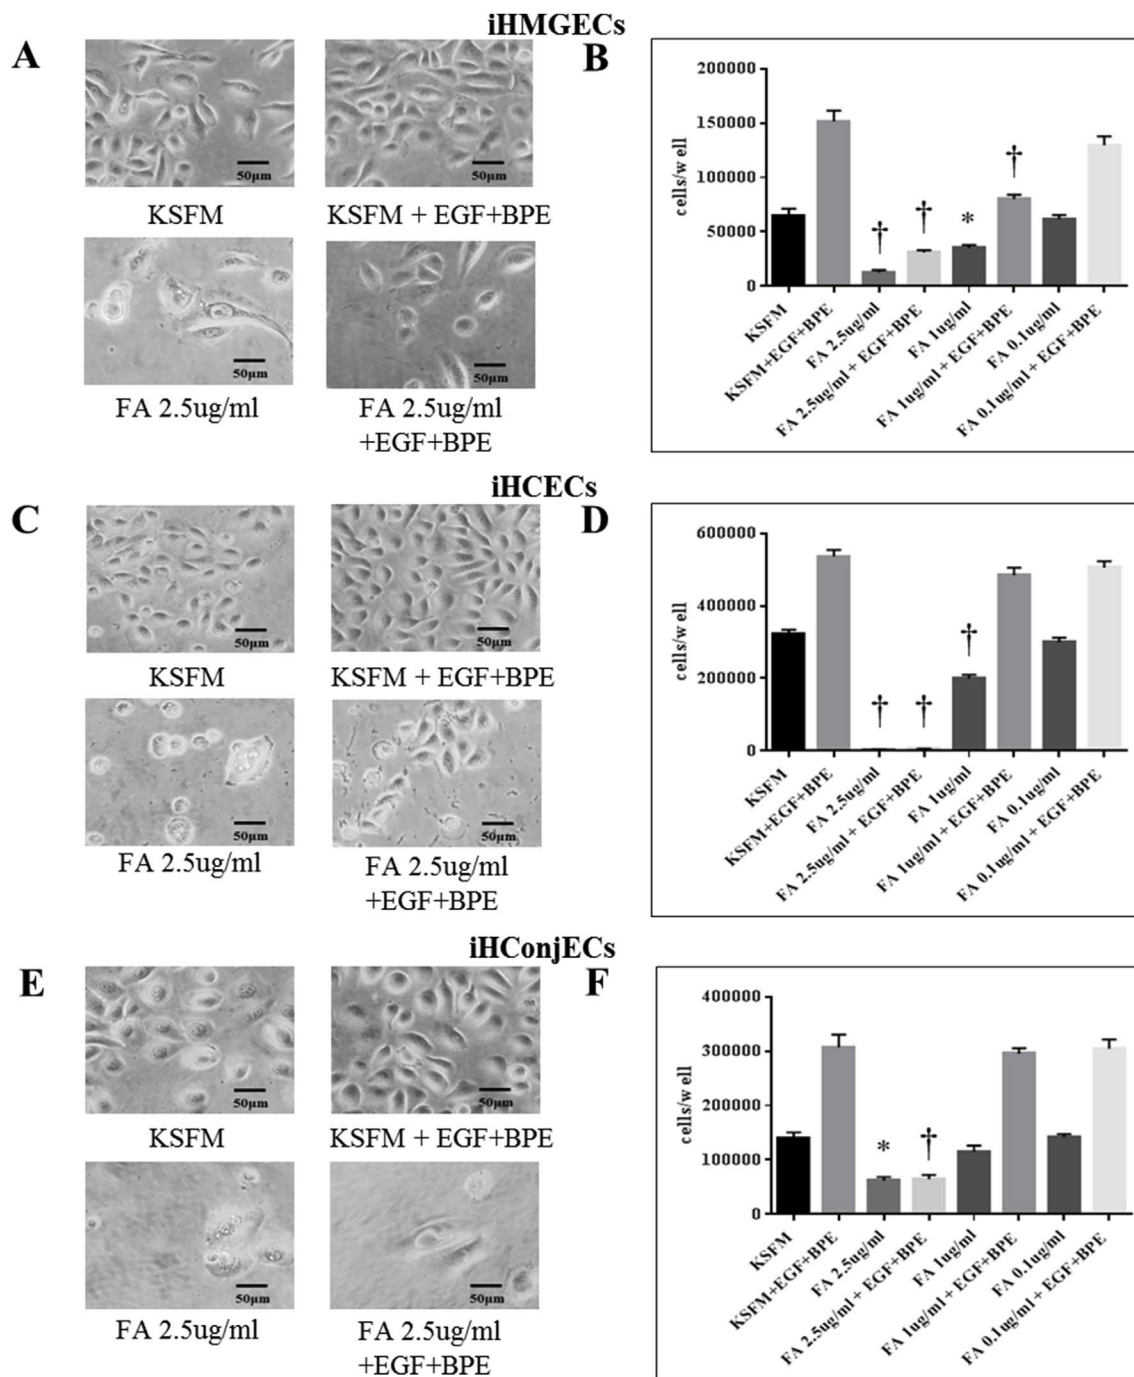 iHMGECs
A
50μm
50μm
KSFM
KSFM + EGF+BPE
50μm
50μm
FA 2.5ug/ml
FA 2.5ug/ml
+EGF+BPE
B
cells/well
200000
150000
100000
50000
0
†
†
*
†
KSFM
KSFM+EGF+BPE
FA 2.5ug/ml
FA 2.5ug/ml + EGF+BPE
FA 1ug/ml
FA 1ug/ml + EGF+BPE
FA 0.1ug/ml
FA 0.1ug/ml + EGF+BPE
iHCECs
C
50μm
50μm
KSFM
KSFM + EGF+BPE
50μm
50μm
FA 2.5ug/ml
FA 2.5ug/ml
+EGF+BPE
D
cells/well
600000
400000
200000
0
†
†
†
KSFM
KSFM+EGF+BPE
FA 2.5ug/ml
FA 2.5ug/ml + EGF+BPE
FA 1ug/ml
FA 1ug/ml + EGF+BPE
FA 0.1ug/ml
FA 0.1ug/ml + EGF+BPE
iHConjECs
E
50μm
50μm
KSFM
KSFM + EGF+BPE
50μm
50μm
FA 2.5ug/ml
FA 2.5ug/ml
+EGF+BPE
F
cells/well
400000
300000
200000
100000
0
*
†
KSFM
KSFM+EGF+BPE
FA 2.5ug/ml
FA 2.5ug/ml + EGF+BPE
FA 1ug/ml
FA 1ug/ml + EGF+BPE
FA 0.1ug/ml
FA 0.1ug/ml + EGF+BPE